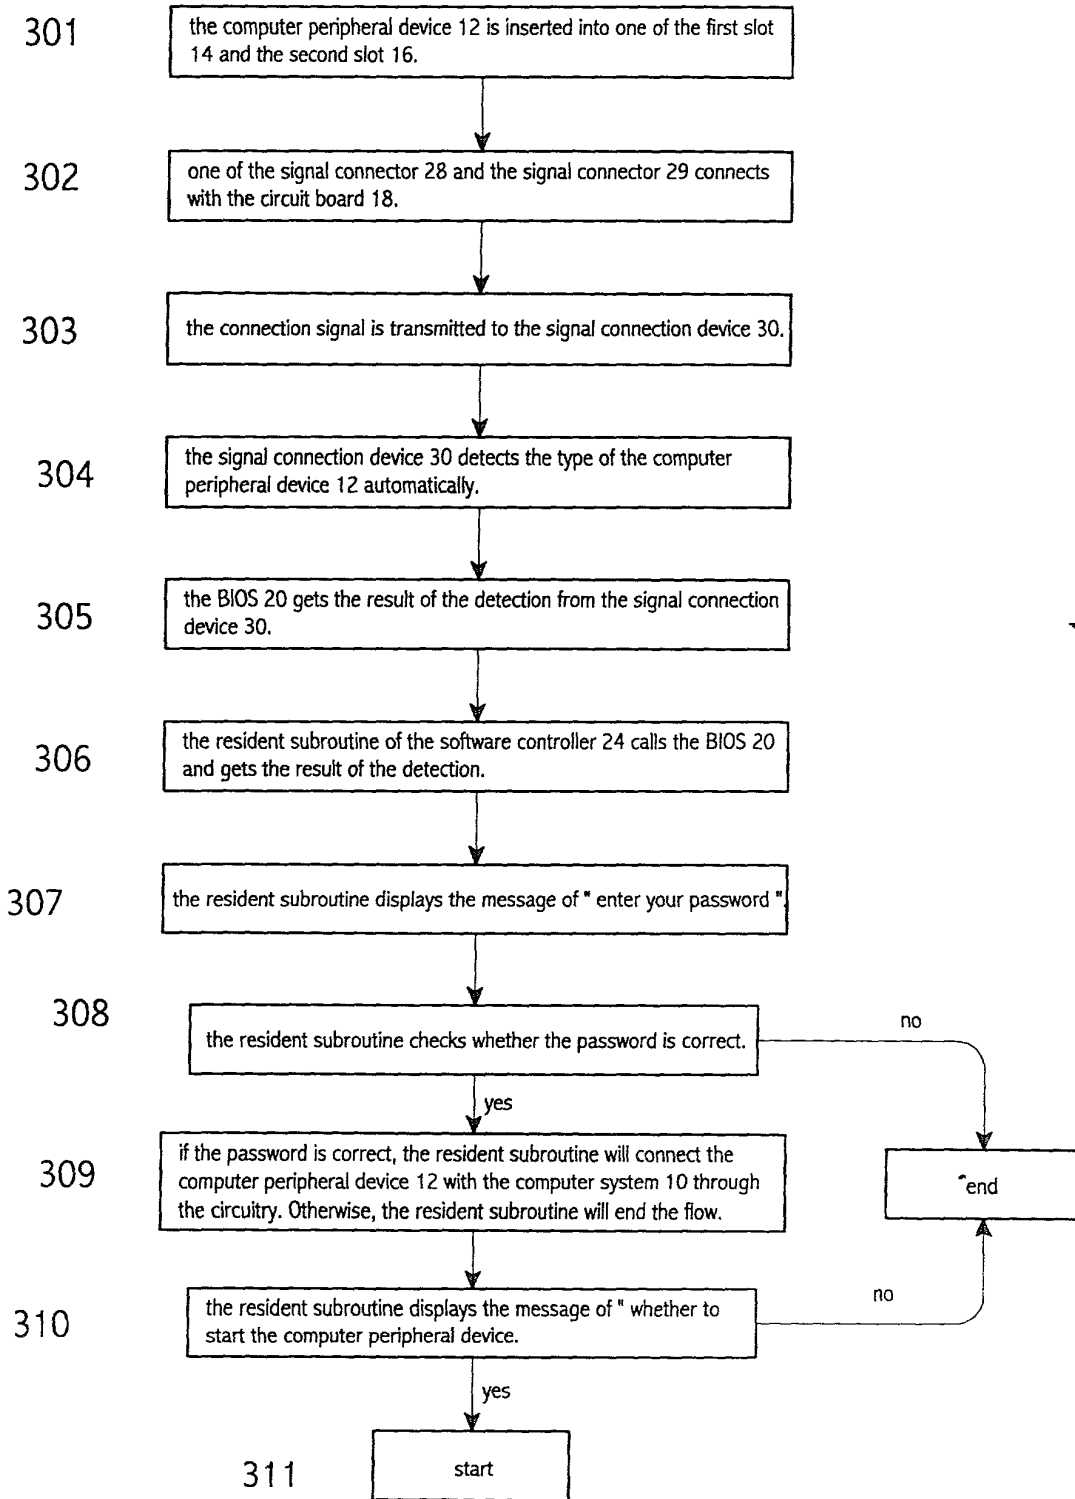 301
the computer peripheral device 12 is inserted into one of the first slot
14 and the second slot 16.
302
one of the signal connector 28 and the signal connector 29 connects
with the circuit board 18.
303
the connection signal is transmitted to the signal connection device 30.
304
the signal connection device 30 detects the type of the computer
peripheral device 12 automatically.
305
the BIOS 20 gets the result of the detection from the signal connection
device 30.
306
the resident subroutine of the software controller 24 calls the BIOS 20
and gets the result of the detection.
307
the resident subroutine displays the message of " enter your password ".
308
the resident subroutine checks whether the password is correct.
no
yes
309
if the password is correct, the resident subroutine will connect the
computer peripheral device 12 with the computer system 10 through
the circuitry. Otherwise, the resident subroutine will end the flow.
end
310
the resident subroutine displays the message of " whether to
start the computer peripheral device.
no
yes
311
start